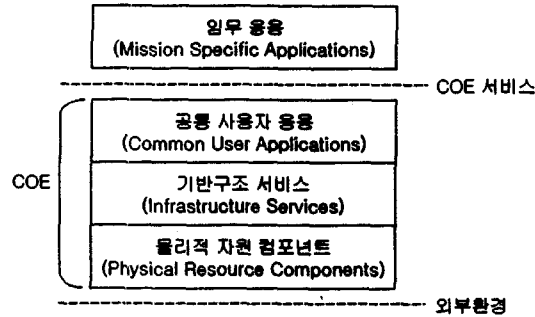 임무 응용
(Mission Specific Applications)
COE 서비스
공통 사용자 응용
(Common User Applications)
COE
기반구조 서비스
(Infrastructure Services)
물리적 자원 컴포넌트
(Physical Resource Components)
외부환경